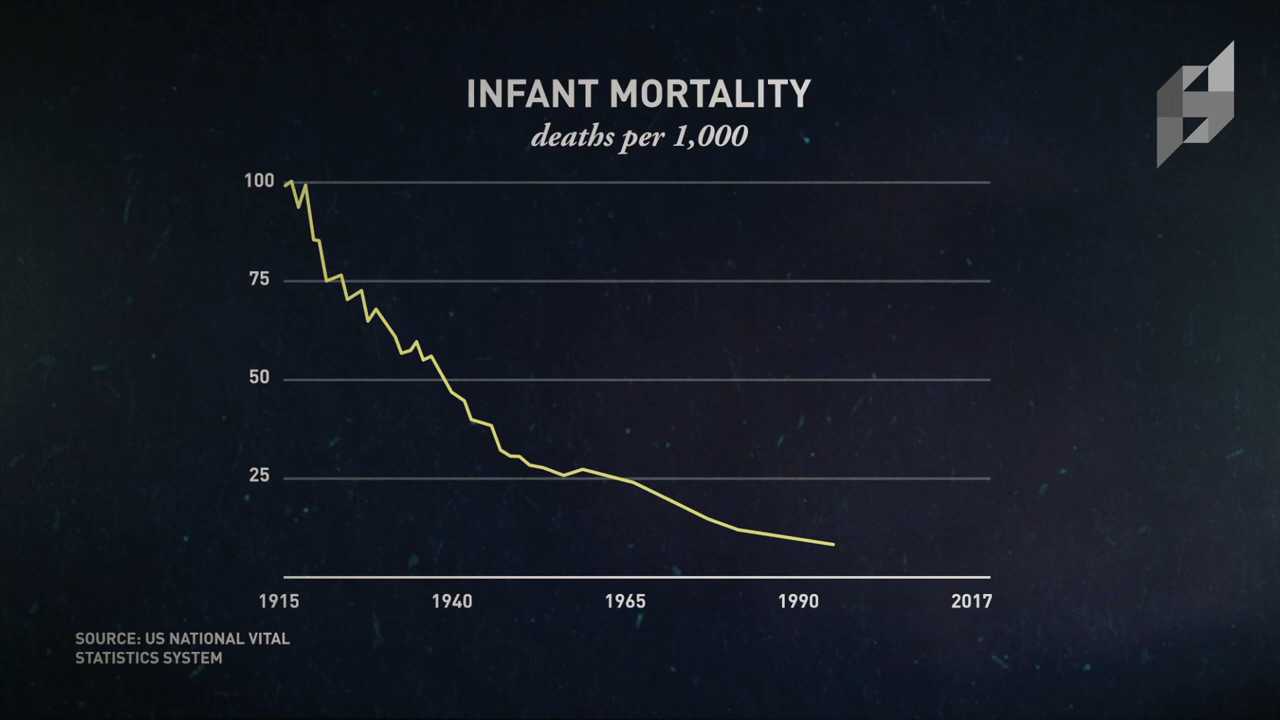 INFANT MORTALITY
deaths per 1,000
100
75
50
25
1915 1940 1965 1990 2017
SOURCE: US NATIONAL VITAL
STATISTICS SYSTEM